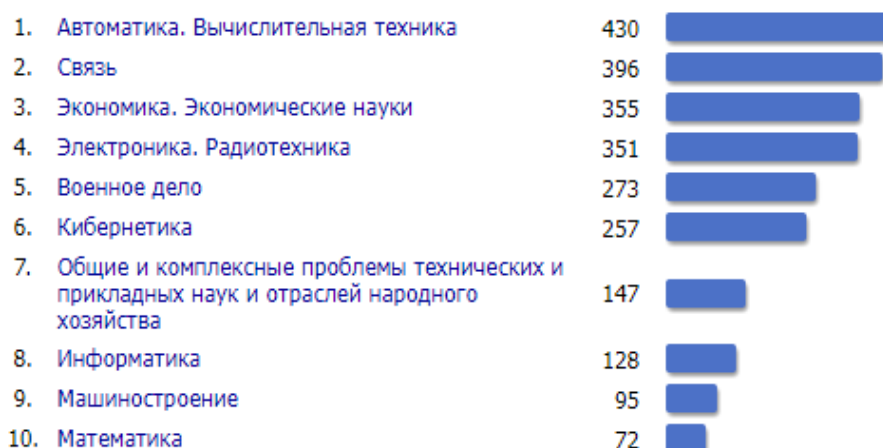 1. Автоматика. Вычислительная техника 430
2. Связь 396
3. Экономика. Экономические науки 355
4. Электроника. Радиотехника 351
5. Военное дело 273
6. Кибернетика 257
7. Общие и комплексные проблемы технических и
прикладных наук и отраслей народного 147
хозяйства
8. Информатика 128
9. Машиностроение 95
10. Математика 72